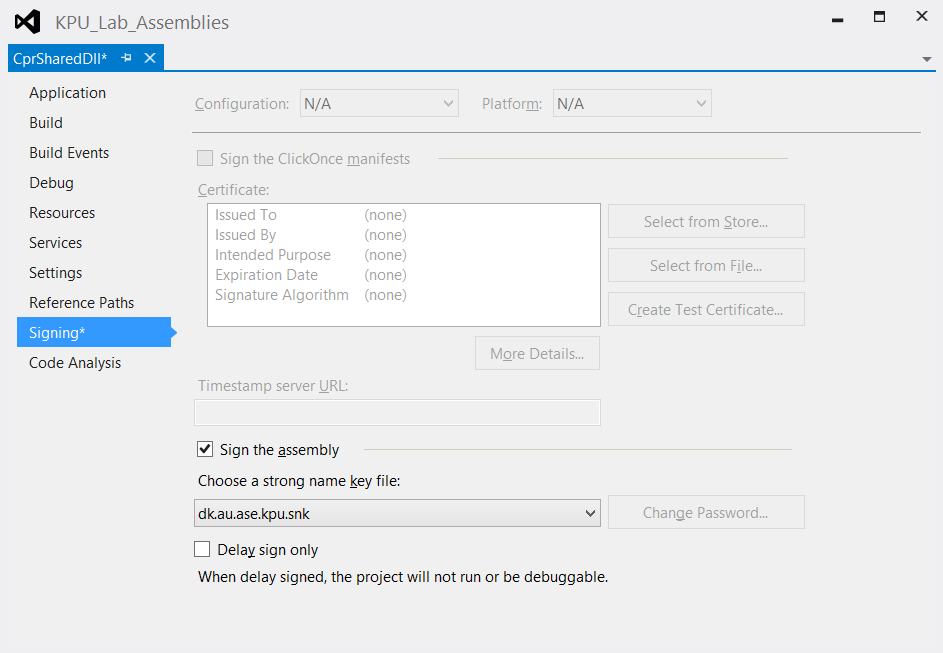 KPU_Lab_Assemblies
CprSharedDll*
Application
Build
Build Events
Debug
Resources
Services
Settings
Reference Paths
Signing*
Code Analysis
Configuration: N/A Platform: N/A
Sign the ClickOnce manifests
Certificate:
Issued To (none)
Issued By (none)
Intended Purpose (none)
Expiration Date (none)
Signature Algorithm (none)
Select from Store...
Select from File...
Create Test Certificate...
More Details...
Timestamp server URL:
Sign the assembly
Choose a strong name key file:
dk.au.ase.kpu.snk
Change Password...
Delay sign only
When delay signed, the project will not run or be debuggable.